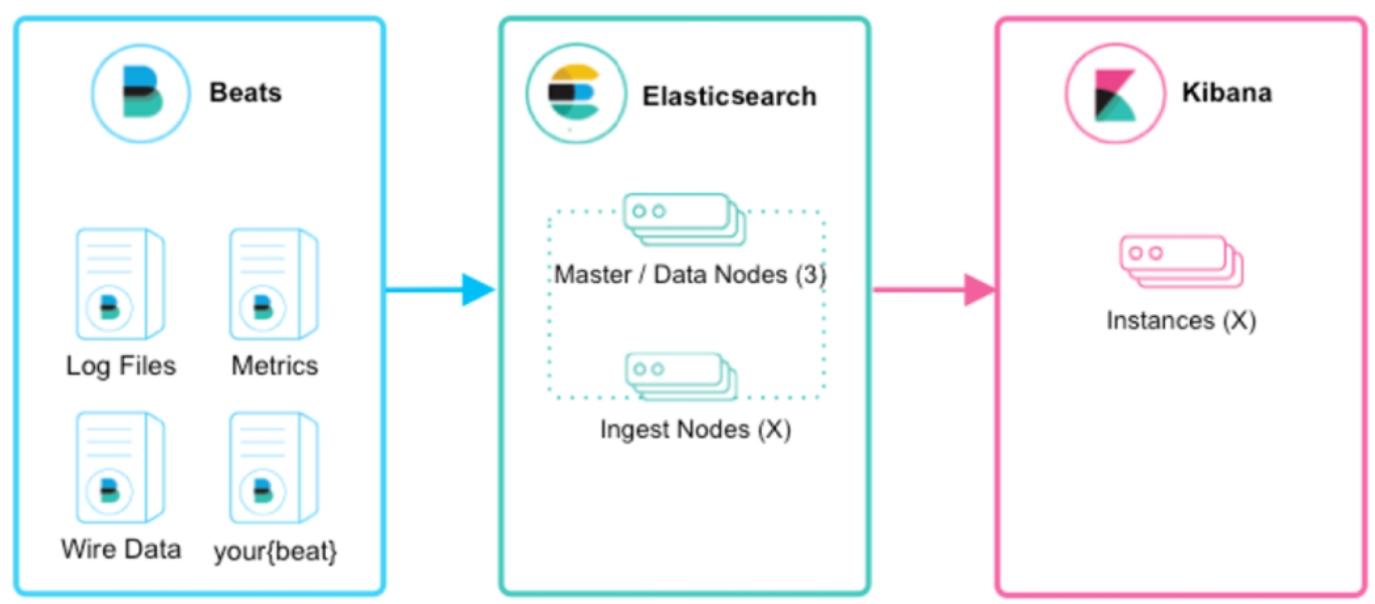 Beats
Log Files
Metrics
Wire Data
your{beat}
Elasticsearch
Master / Data Nodes (3)
Ingest Nodes (X)
Kibana
Instances (X)